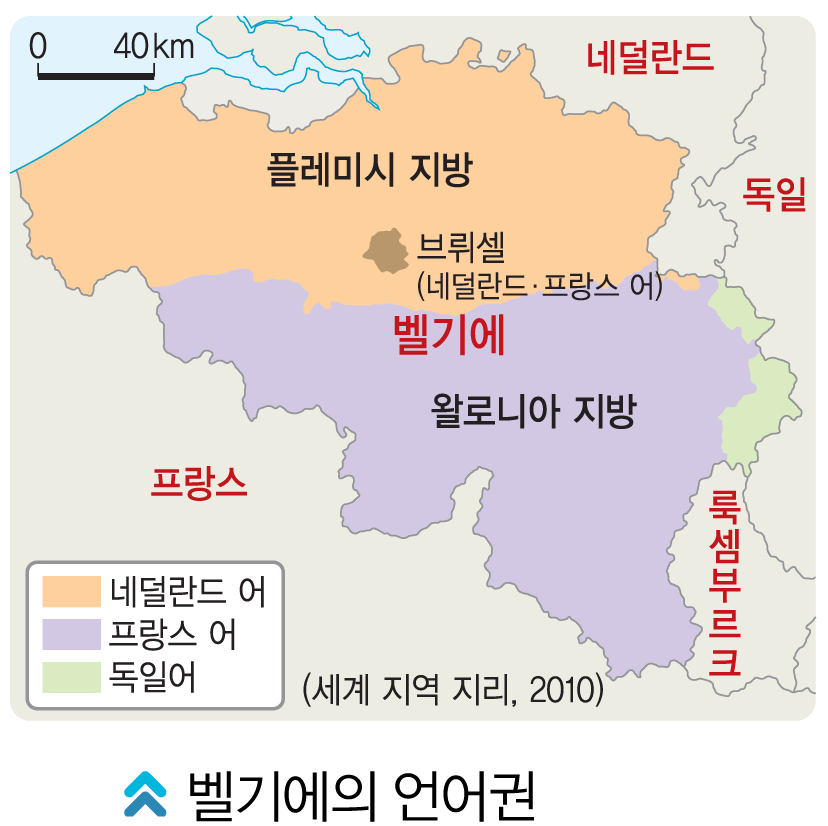 0 40km
네덜란드
플레미시 지방
독일
브뤼셀
(네덜란드·프랑스 어)
벨기에
왈로니아 지방
프랑스
룩셈부르크
네덜란드 어
프랑스 어
독일어
(세계 지역 지리, 2010)
벨기에의 언어권